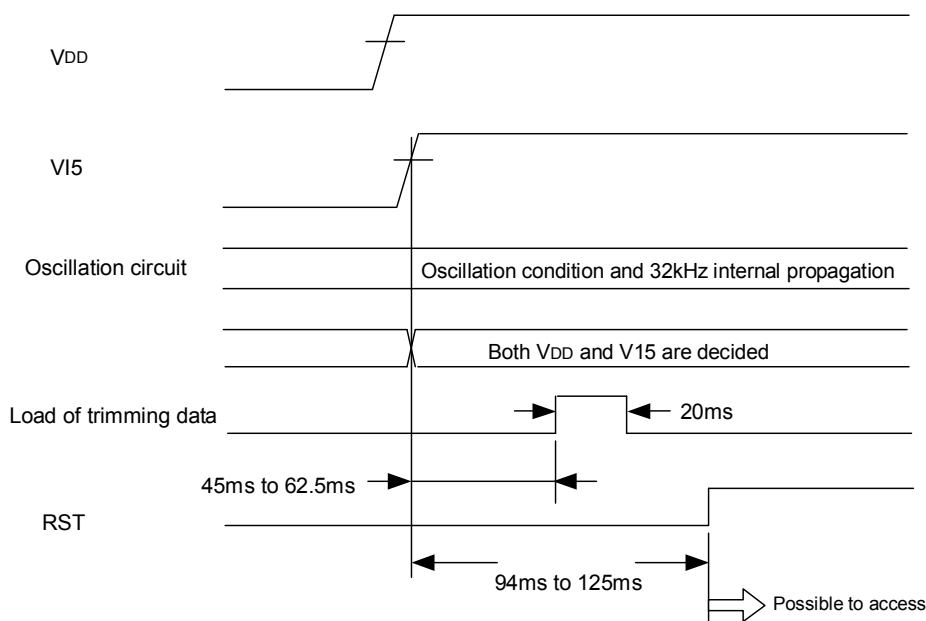 VDD
VI5
Oscillation circuit
Oscillation condition and 32kHz internal propagation
Both VDD and V15 are decided
Load of trimming data
20ms
45ms to 62.5ms
RST
94ms to 125ms
Possible to access